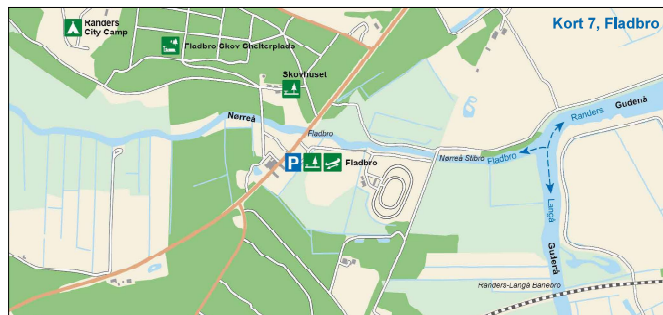 Kort 7, Fladbro
Randers
City Camp
Fladbro Skov Shelterplads
Skovhuset
Gudenå
Randers
Nørreå
Fladbro
Nørreå Stibro
Fladbro
P
Fladbro
Langå
Gudenå
Randers-Langå Banebro